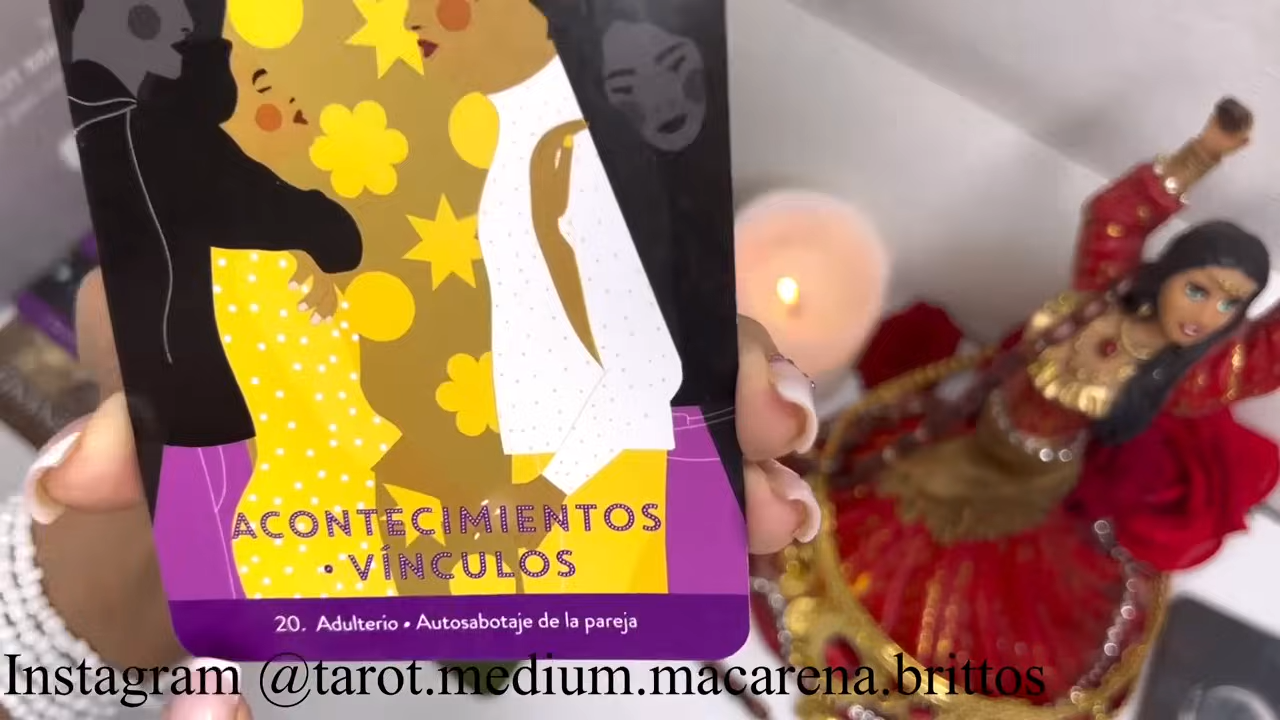 ACONTECIMIENTOS
• VÍNCULOS
20. Adulterio • Autosabotaje de la pareja
Instagram @tarot.medium.macarena.brittos